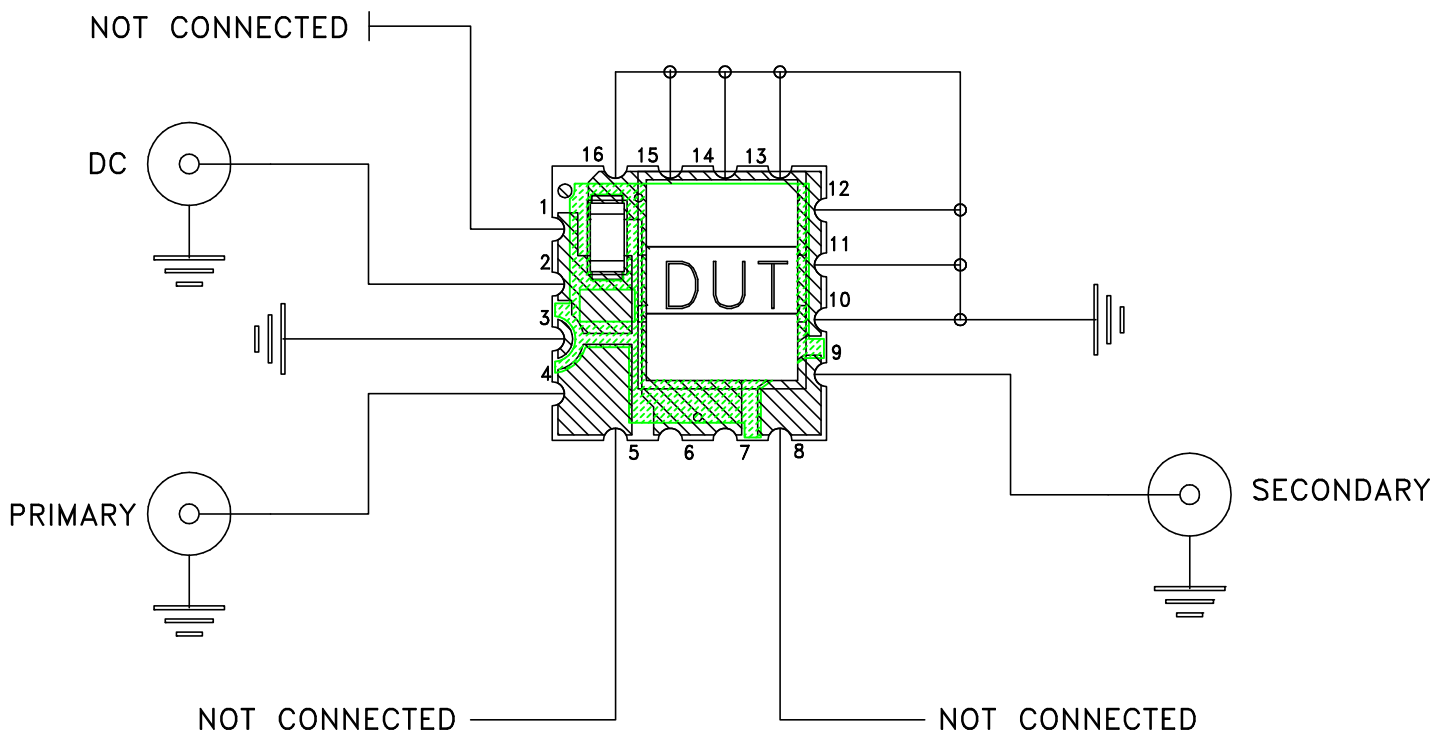 NOT CONNECTED
DC
16 15 14 13
1
12
2
11
DUT
3
10
4
9
PRIMARY
5 6 7 8
SECONDARY
NOT CONNECTED
NOT CONNECTED